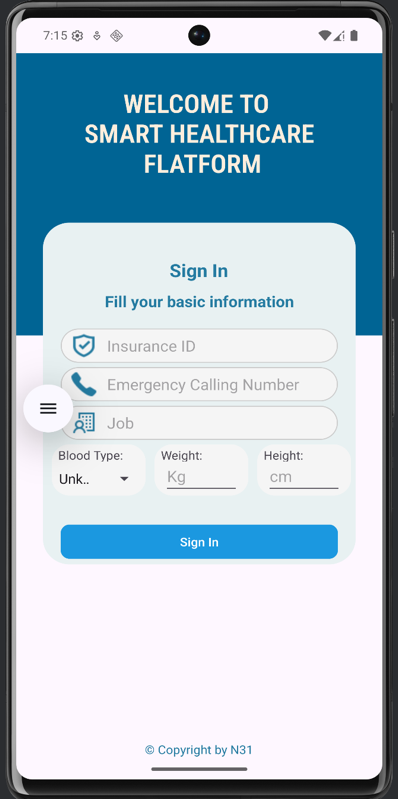 7:15
WELCOME TO
SMART HEALTHCARE
FLATFORM
Sign In
Fill your basic information
Insurance ID
Emergency Calling Number
Job
Blood Type: Weight: Height:
Unk.. Kg cm
Sign In
© Copyright by N31